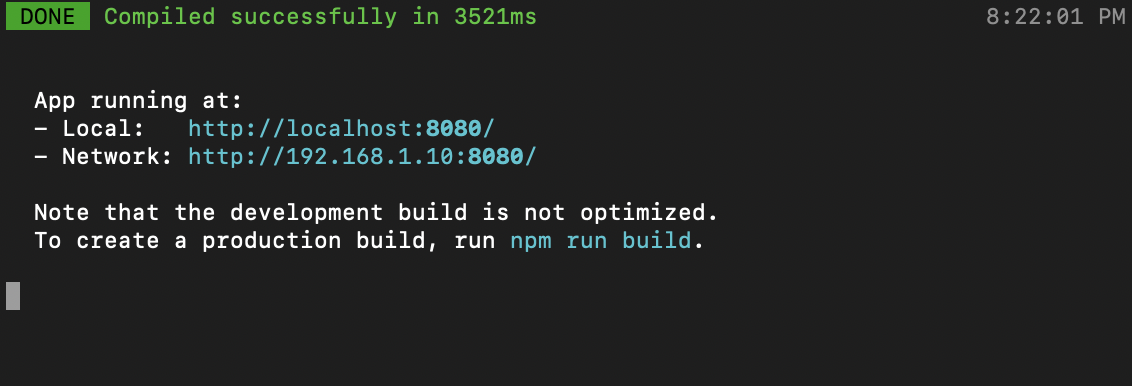 DONE Compiled successfully in 3521ms 8:22:01 PM
App running at:
- Local: http://localhost:8080/
- Network: http://192.168.1.10:8080/
Note that the development build is not optimized.
To create a production build, run npm run build.